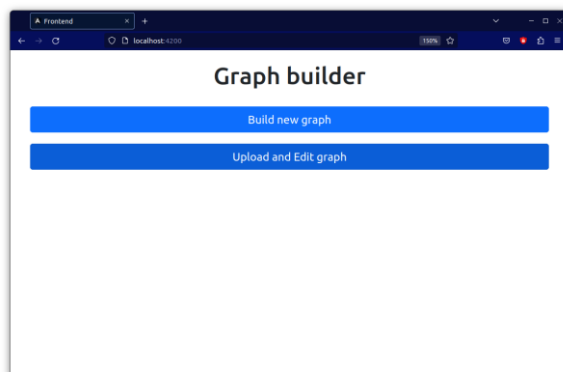 Frontend
localhost:4200
150%
Graph builder
Build new graph
Upload and Edit graph